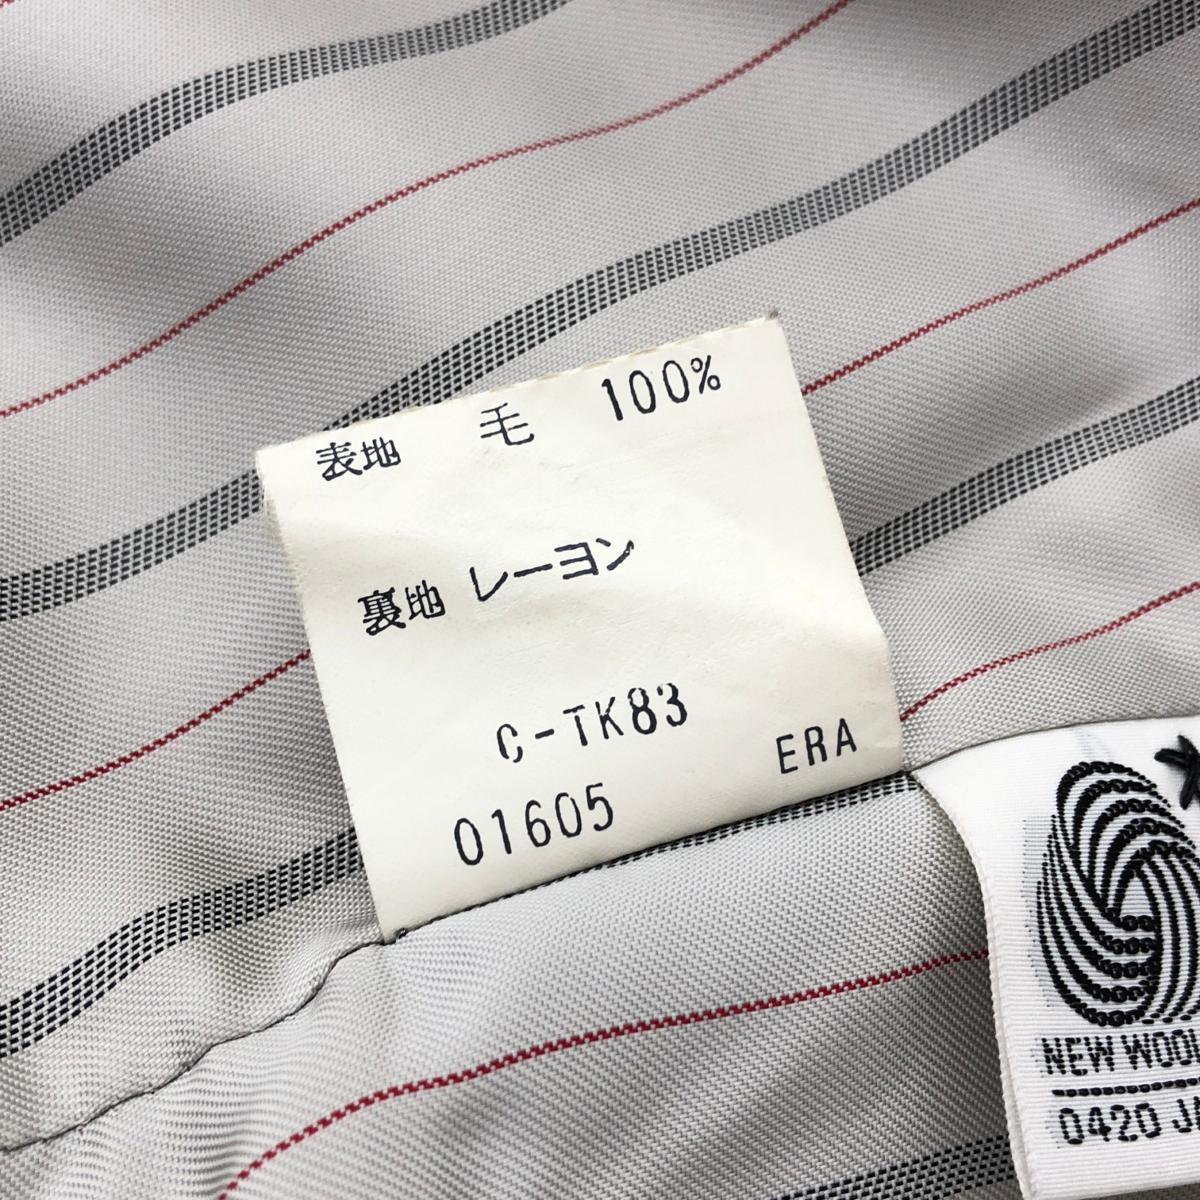 表地 毛 100%
裏地 レーヨン
C-TK83
01605 ERA
NEW WOOL
0420 JA